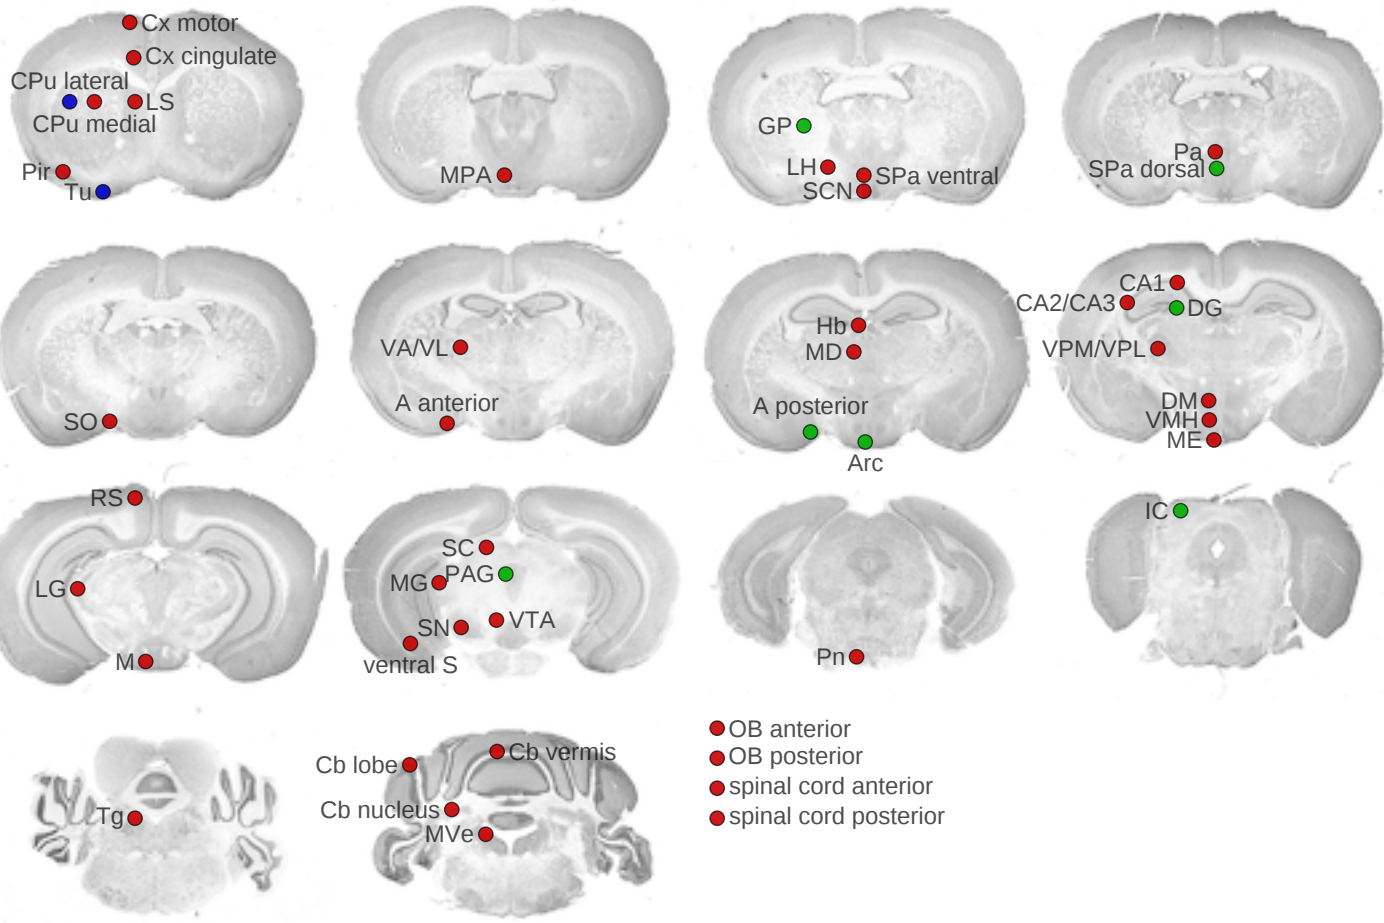 Cx motor
Cx cingulate
CPu lateral
LS
CPu medial
Pir
Tu
MPA
GP
LH
SPa ventral
SCN
Pa
SPa dorsal
SO
VA/VL
A anterior
Hb
MD
A posterior
Arc
CA1
CA2/CA3
DG
VPM/VPL
DM
VMH
ME
RS
LG
M
SC
MG
PAG
SN
VTA
ventral S
Pn
IC
Tg
Cb lobe
Cb vermis
Cb nucleus
MVe
OB anterior
OB posterior
spinal cord anterior
spinal cord posterior